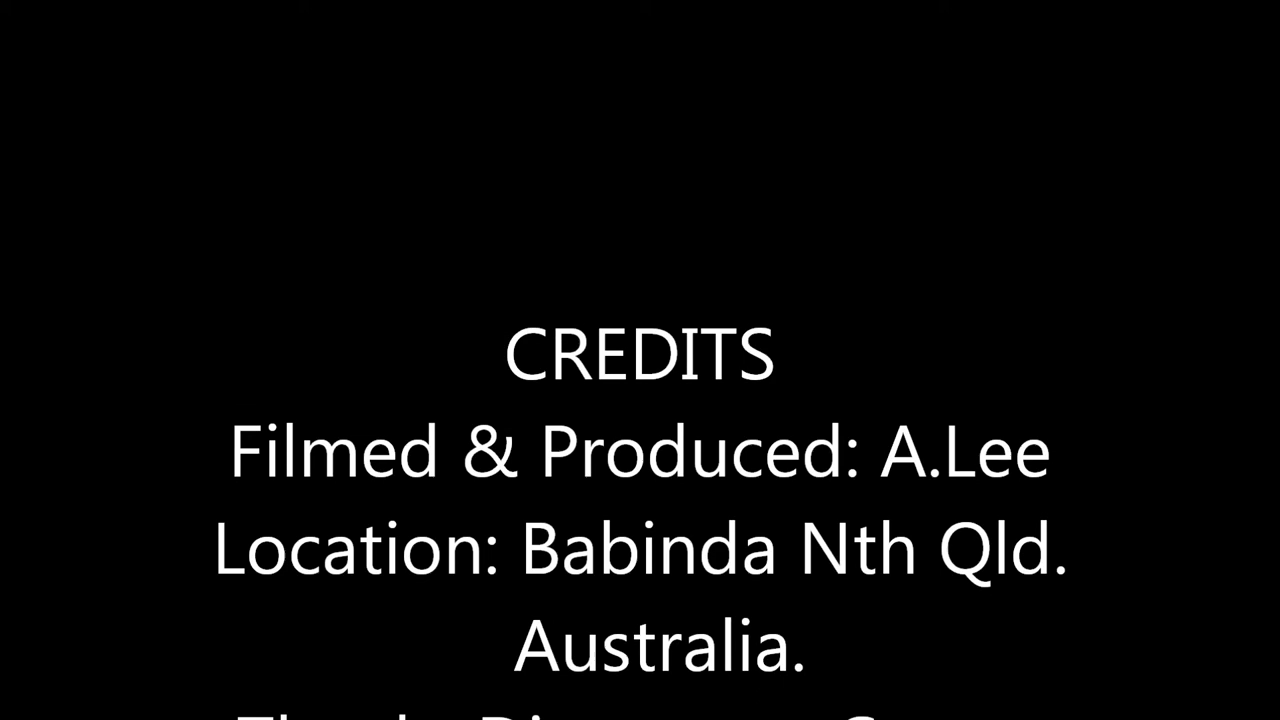 CREDITS
Filmed & Produced: A.Lee
Location: Babinda Nth Qld.
Australia.